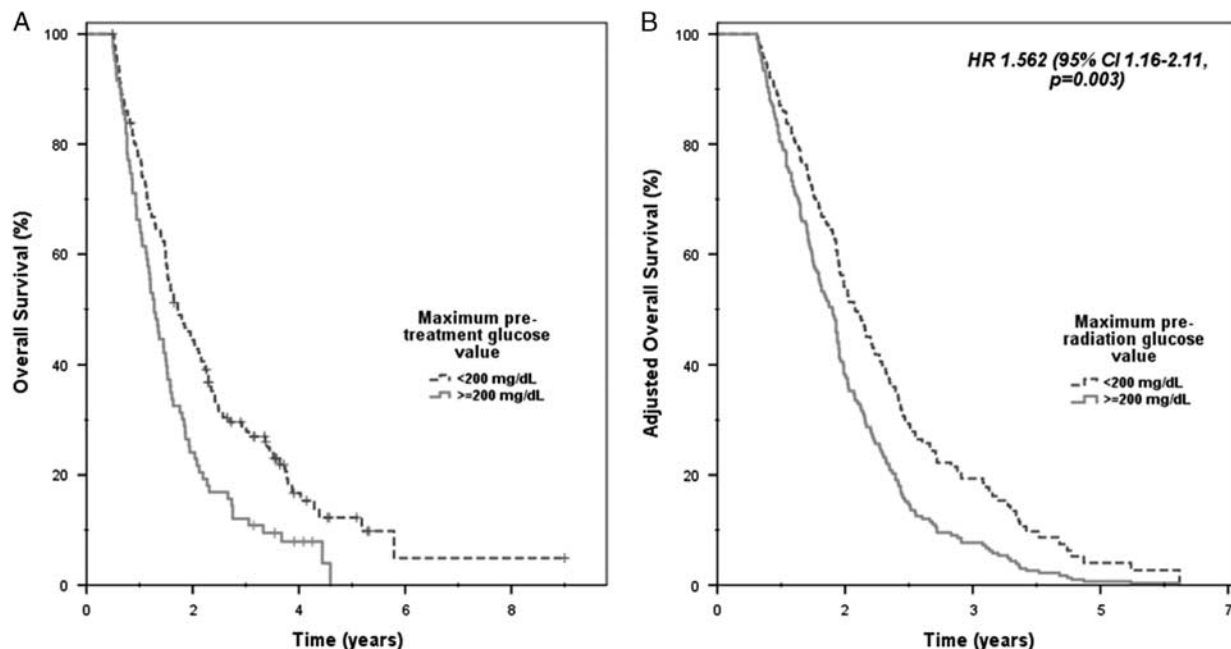 A
Overall Survival (%)
100
80
60
40
20
0
Maximum pre-
treatment glucose
value
<200 mg/dL
>=200 mg/dL
0 2 4 6 8
Time (years)
B
Adjusted Overall Survival (%)
100
80
60
40
20
0
HR 1.562 (95% CI 1.16-2.11,
p=0.003)
Maximum pre-
radiation glucose
value
<200 mg/dL
>=200 mg/dL
0 2 3 5 7
Time (years)